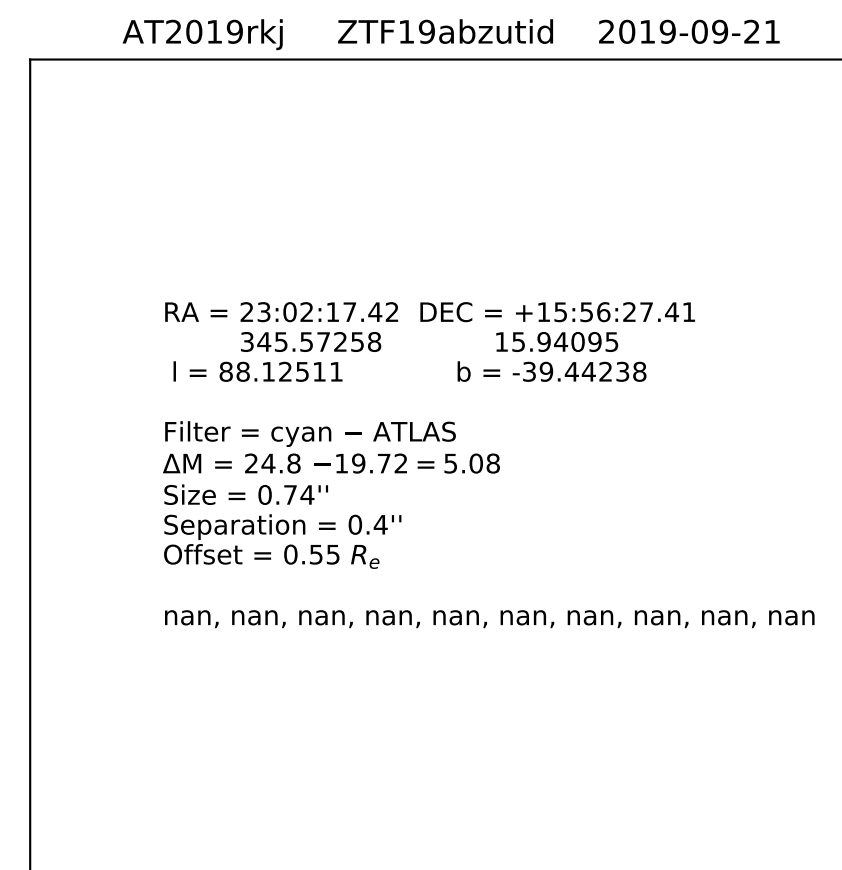 AT2019rkj ZTF19abzutid 2019-09-21
RA = 23:02:17.42 DEC = +15:56:27.41
345.57258 15.94095
l = 88.12511 b = -39.44238
Filter = cyan − ATLAS
ΔM = 24.8 −19.72 = 5.08
Size = 0.74''
Separation = 0.4''
Offset = 0.55 Re
nan, nan, nan, nan, nan, nan, nan, nan, nan, nan